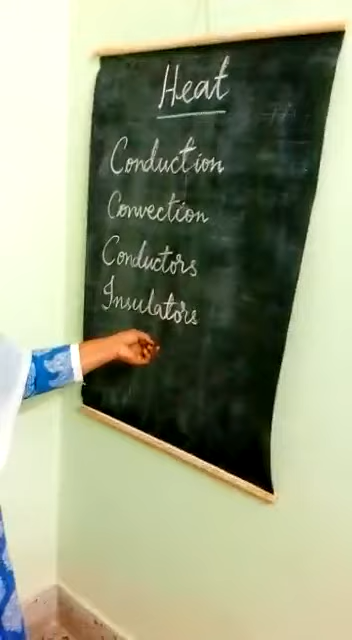 Heat
Conduction
Convection
Conductors
Insulators